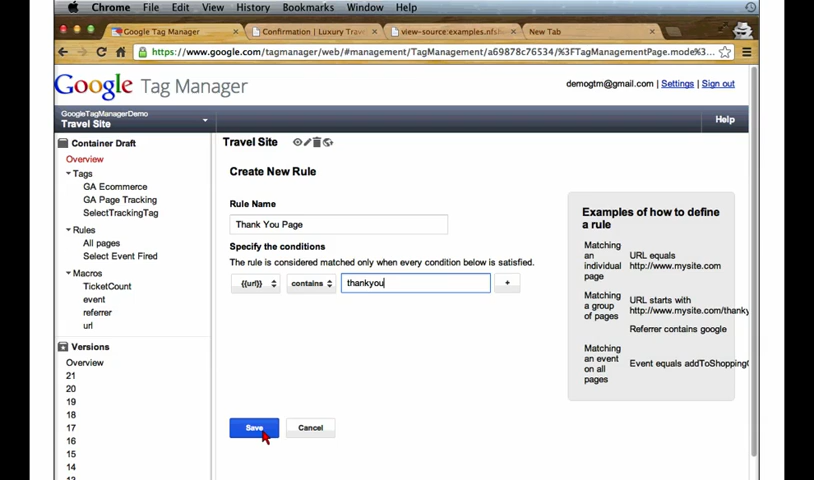 Chrome File Edit View History Bookmarks Window Help
Google Tag Manager
Confirmation | Luxury Trave
view-source:examples.nfsh
New Tab
https://www.google.com/tagmanager/web/#management/TagManagement/a69878c76534/%3FTagManagementPage.mode%3...
Google Tag Manager
demogtm@gmail.com | Settings | Sign out
GoogleTagManagerDemo
Travel Site
Help
Container Draft
Overview
Tags
GA Ecommerce
GA Page Tracking
SelectTrackingTag
Rules
All pages
Select Event Fired
Macros
TicketCount
event
referrer
url
Versions
Overview
21
20
19
18
17
16
15
14
13
Travel Site
Create New Rule
Rule Name
Thank You Page
Specify the conditions
The rule is considered matched only when every condition below is satisfied.
{{url}} contains thankyou +
Save Cancel
Examples of how to define
a rule
Matching
an
individual
page
URL equals
http://www.mysite.com
Matching
a group
of pages
URL starts with
http://www.mysite.com/thanky
Referrer contains google
Matching
an event
on all
pages
Event equals addToShopping